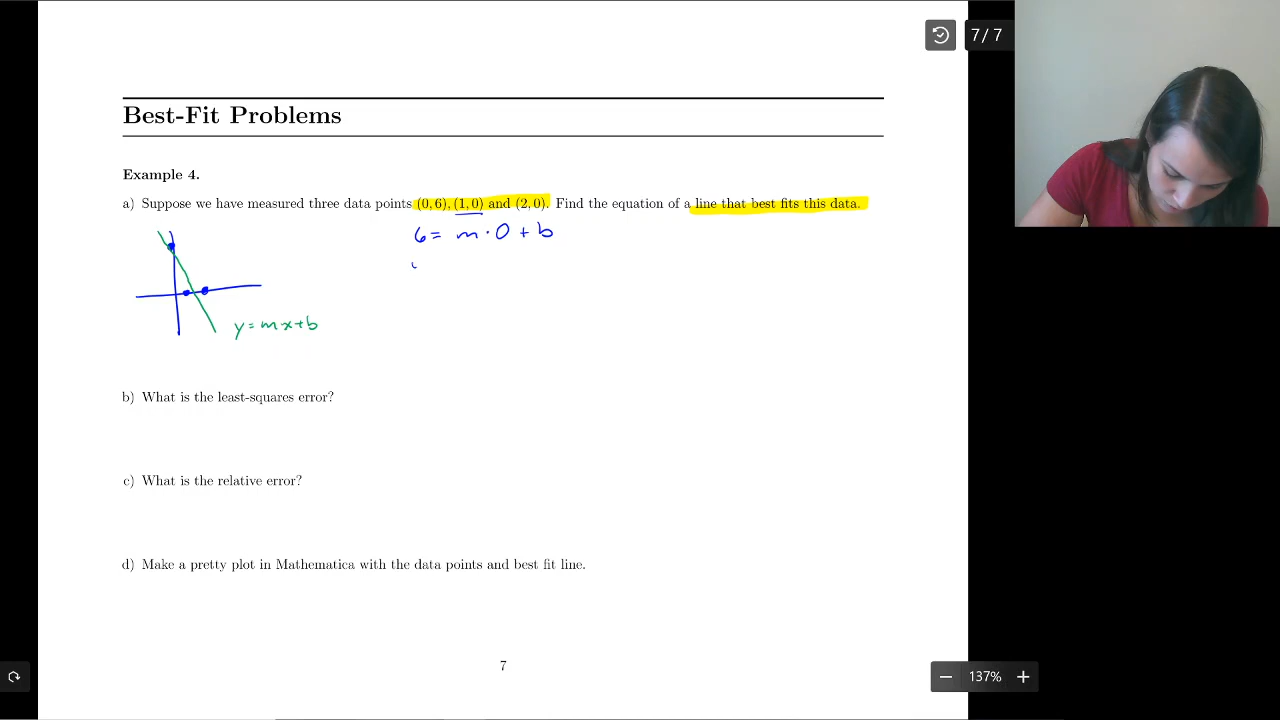 7 / 7
Best-Fit Problems
Example 4.
a) Suppose we have measured three data points (0, 6), (1, 0) and (2, 0). Find the equation of a line that best fits this data.
6 = m · 0 + b
y = mx + b
b) What is the least-squares error?
c) What is the relative error?
d) Make a pretty plot in Mathematica with the data points and best fit line.
7
137%